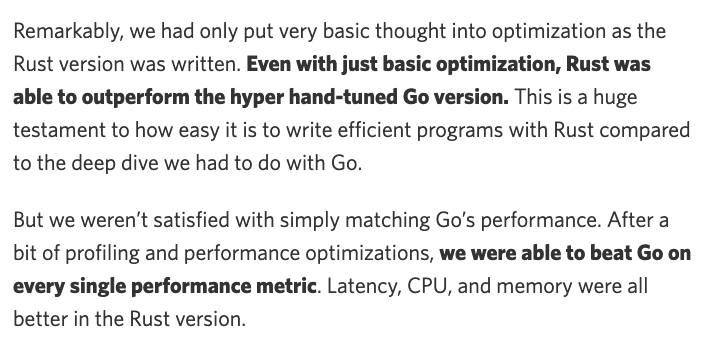 Remarkably, we had only put very basic thought into optimization as the
Rust version was written. Even with just basic optimization, Rust was
able to outperform the hyper hand-tuned Go version. This is a huge
testament to how easy it is to write efficient programs with Rust compared
to the deep dive we had to do with Go.
But we weren’t satisfied with simply matching Go’s performance. After a
bit of profiling and performance optimizations, we were able to beat Go on
every single performance metric. Latency, CPU, and memory were all
better in the Rust version.